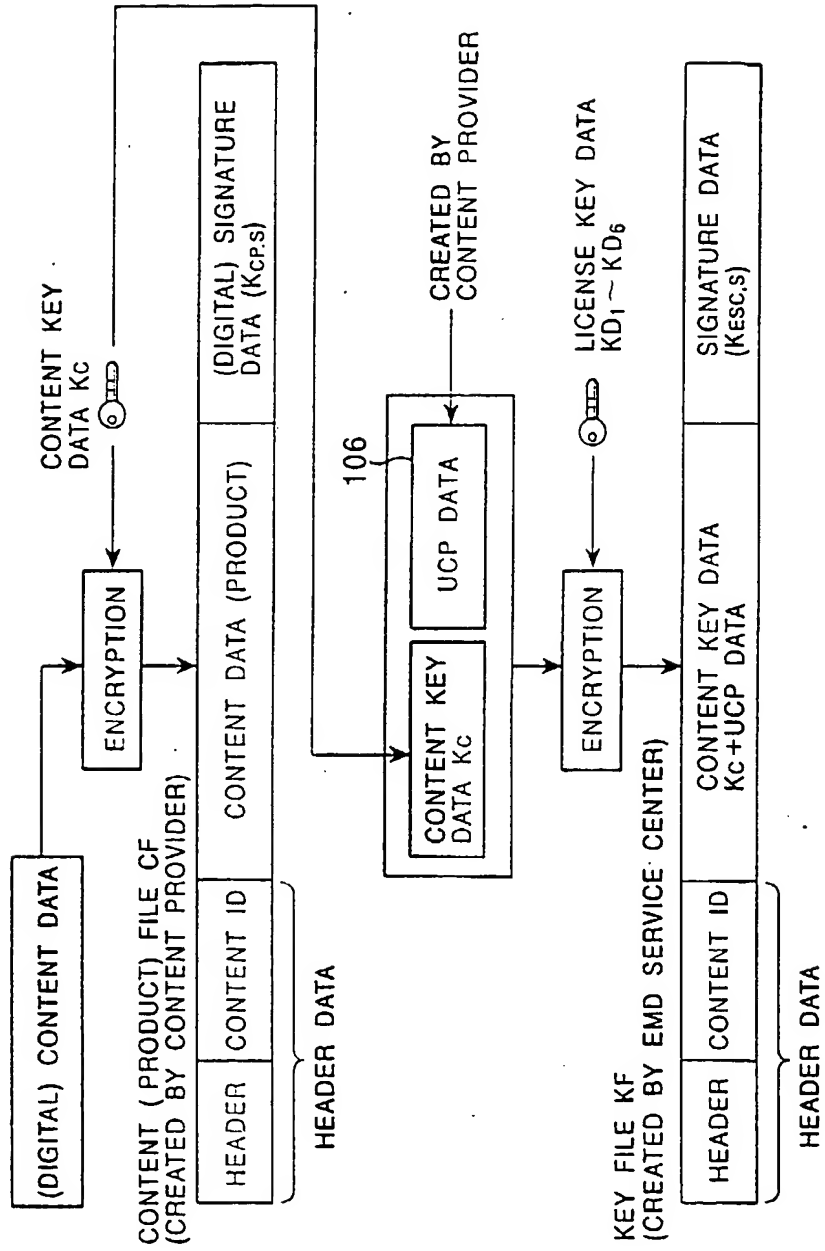 (DIGITAL) CONTENT DATA
CONTENT KEY
DATA Kc
ENCRYPTION
CONTENT (PRODUCT) FILE CF
(CREATED BY CONTENT PROVIDER)
HEADER
CONTENT ID
CONTENT DATA (PRODUCT)
(DIGITAL) SIGNATURE
DATA (KCP,S)
HEADER DATA
106
CONTENT KEY
DATA Kc
UCP DATA
CREATED BY
CONTENT PROVIDER
ENCRYPTION
LICENSE KEY DATA
KD1 ~ KD6
KEY FILE KF
(CREATED BY EMD SERVICE CENTER)
HEADER
CONTENT ID
CONTENT KEY DATA
Kc+UCP DATA
SIGNATURE DATA
(KESC,S)
HEADER DATA